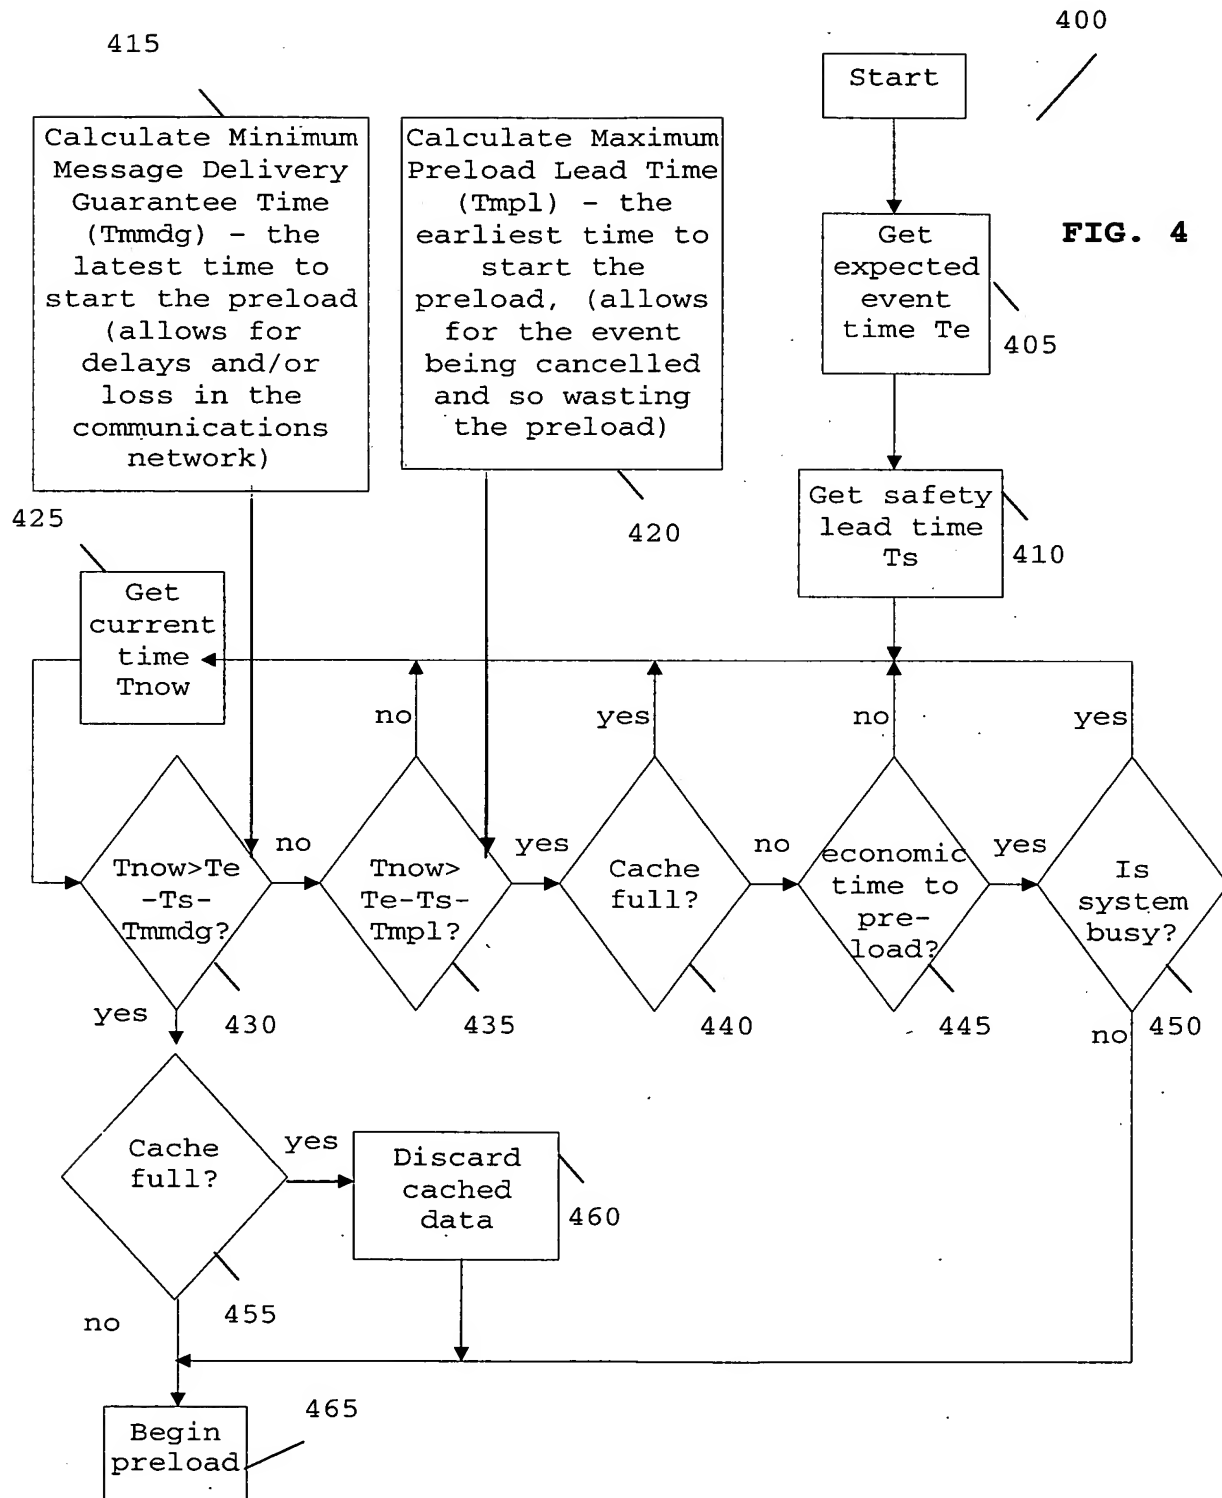 400
Start
FIG. 4
Get
expected
event
time Te
405
Get safety
lead time
Ts
410
415
Calculate Minimum
Message Delivery
Guarantee Time
(Tmmdg) - the
latest time to
start the preload
(allows for
delays and/or
loss in the
communications
network)
Calculate Maximum
Preload Lead Time
(Tmpl) - the
earliest time to
start the
preload, (allows
for the event
being cancelled
and so wasting
the preload)
420
425
Get
current
time
Tnow
no
yes
no
yes
Tnow>Te
-Ts-
Tmmdg?
430
no
Tnow>
Te-Ts-
Tmpl?
435
yes
Cache
full?
440
no
economic
time to
pre-
load?
445
yes
Is
system
busy?
450
yes
no
Cache
full?
455
yes
Discard
cached
data
460
no
Begin
preload
465